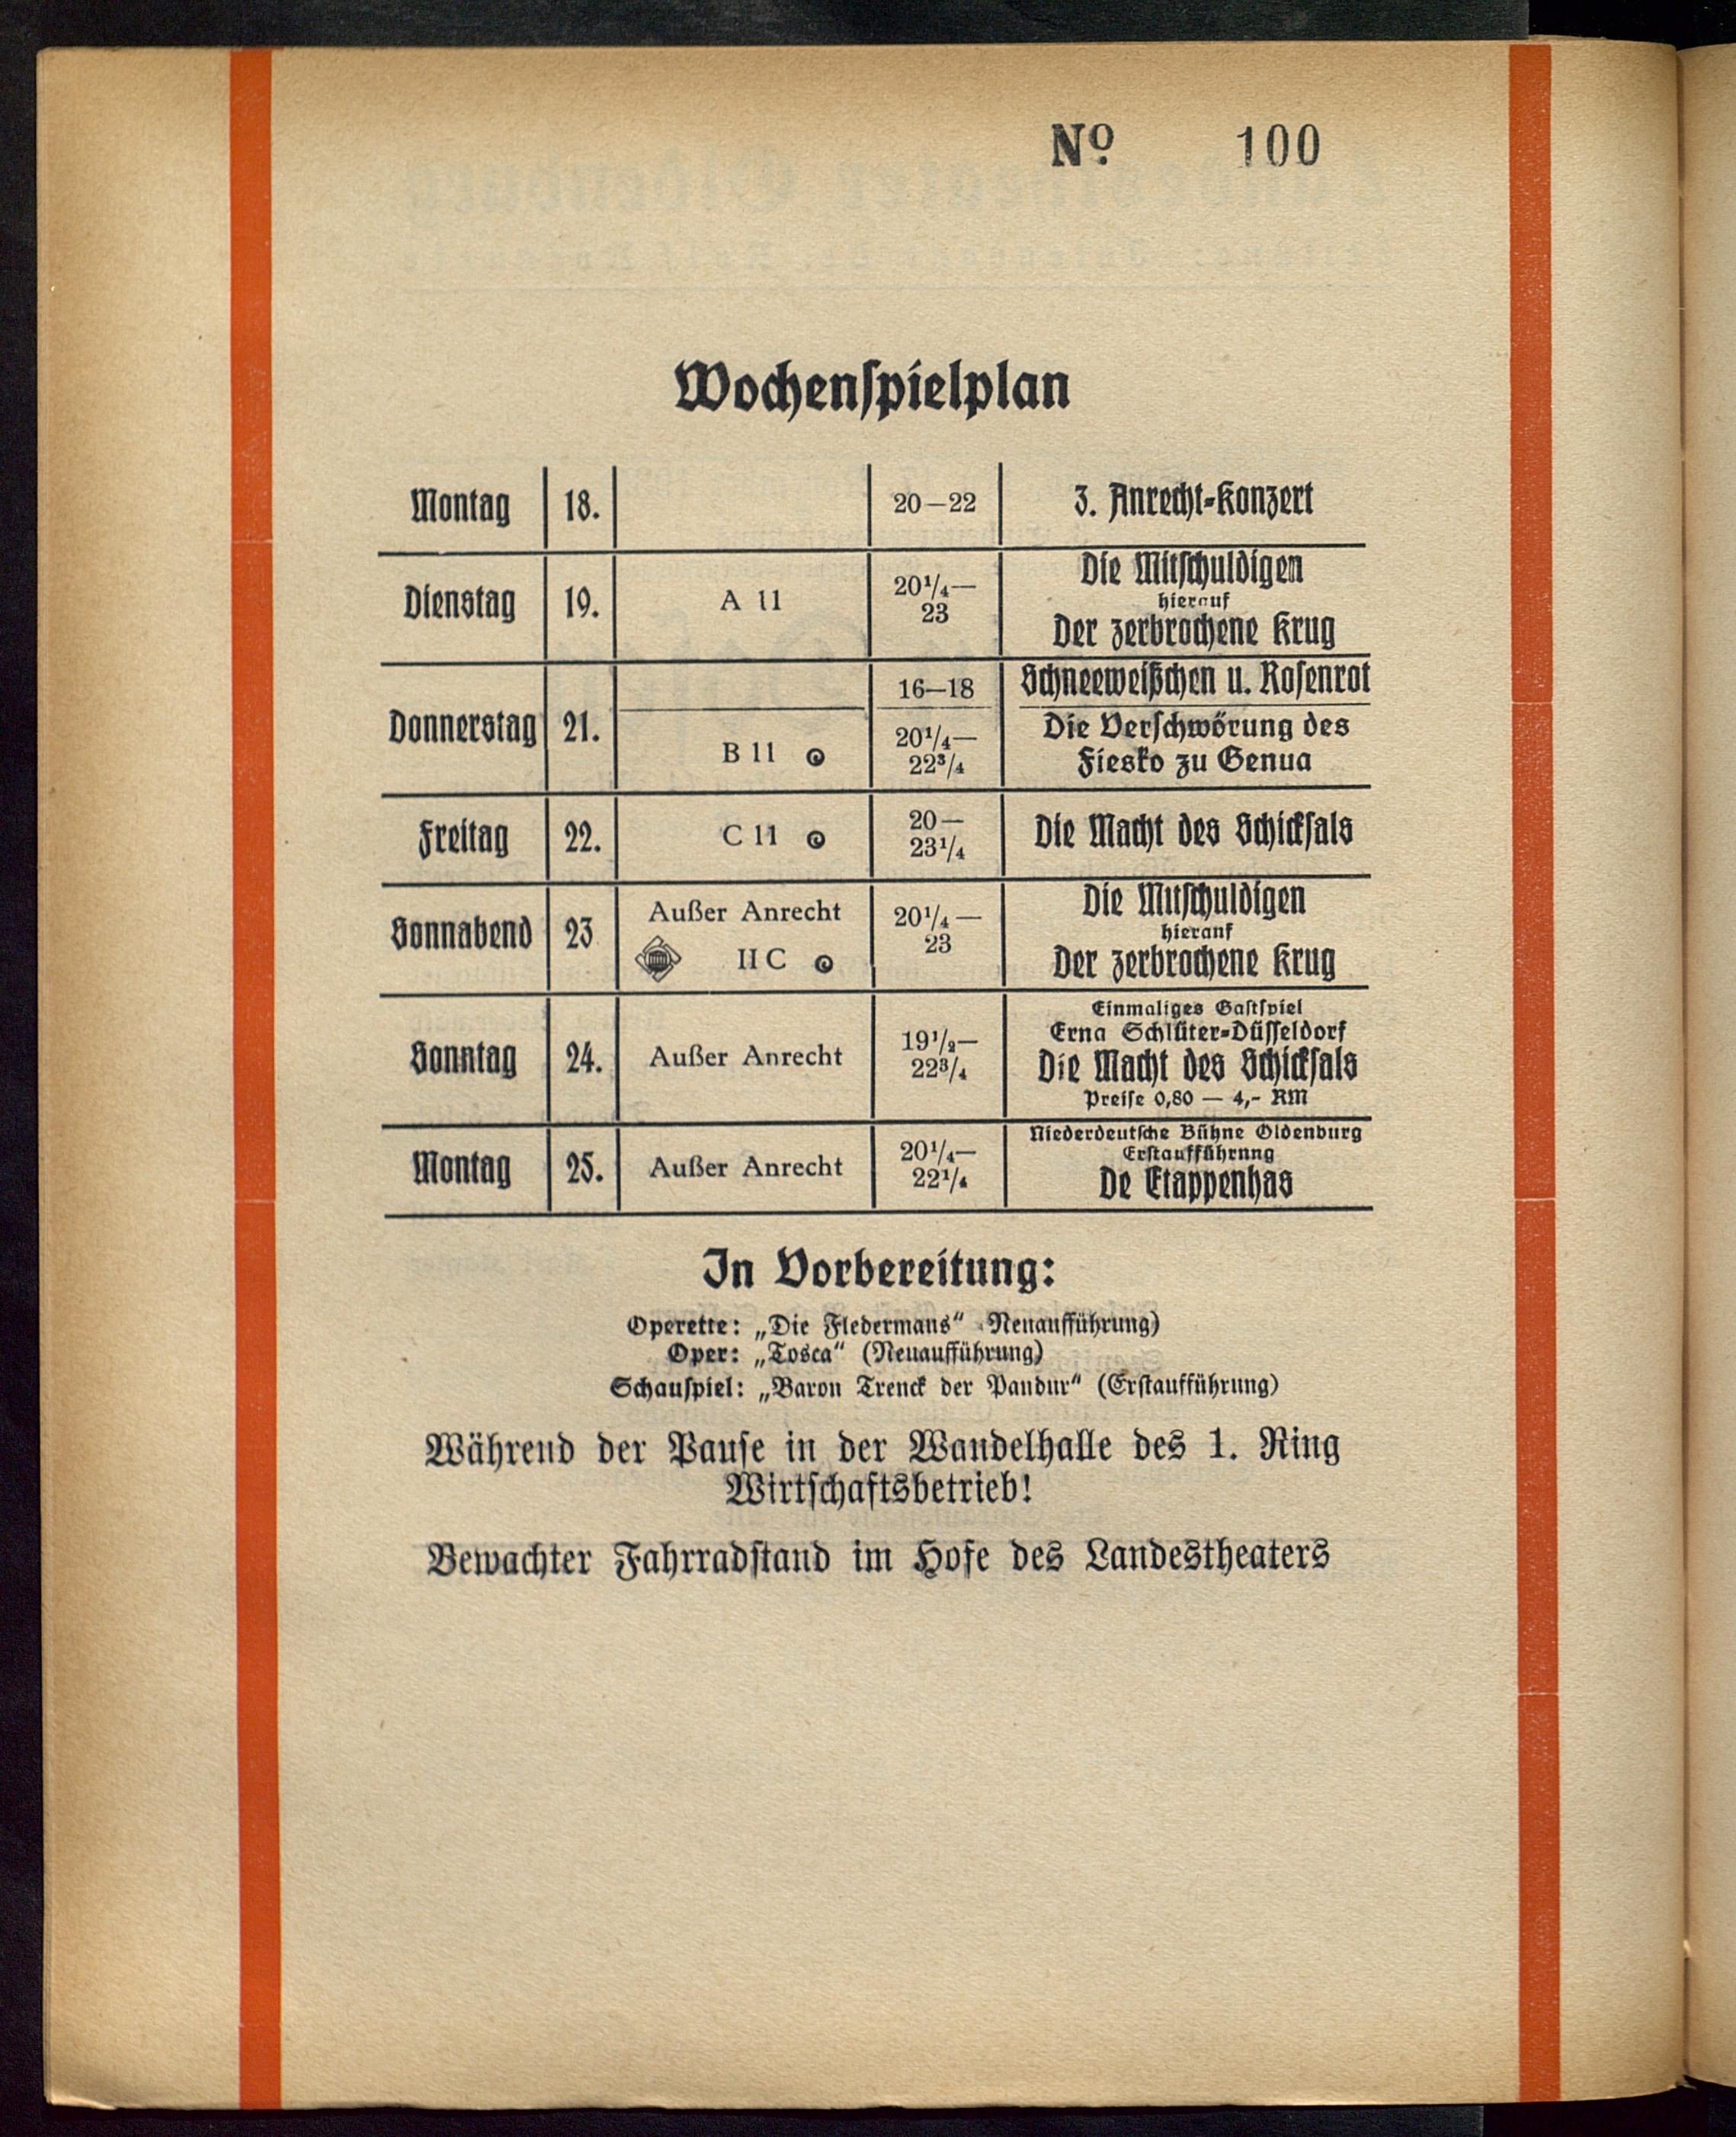 No 100
Wochenspielplan
Montag 18. 20—22 3. Anrecht-Konzert
Dienstag 19. A 11 20¼—23 Die Mitschuldigen
hierauf
Der zerbrochene Krug
Donnerstag 21. 16—18 Schneeweißchen u. Rosenrot
B 11 20¼—22¾ Die Verschwörung des
Fiesko zu Genua
Freitag 22. C 11 20—23¼ Die Macht des Schicksals
Sonnabend 23 Außer Anrecht II C 20¼—23 Die Mitschuldigen
hierauf
Der zerbrochene Krug
Sonntag 24. Außer Anrecht 19½—22¾ Einmaliges Gastspiel
Erna Schlüter-Düsseldorf
Die Macht des Schicksals
Preise 0,80 — 4,- RM
Montag 25. Außer Anrecht 20¼—22¼ Niederdeutsche Bühne Oldenburg
Erstaufführung
De Etappenhas
In Vorbereitung:
Operette: „Die Fledermaus“ Neuaufführung)
Oper: „Tosca“ (Neuaufführung)
Schauspiel: „Baron Trenck der Pandur“ (Erstaufführung)
Während der Pause in der Wandelhalle des 1. Ring
Wirtschaftsbetrieb!
Bewachter Fahrradstand im Hofe des Landestheaters